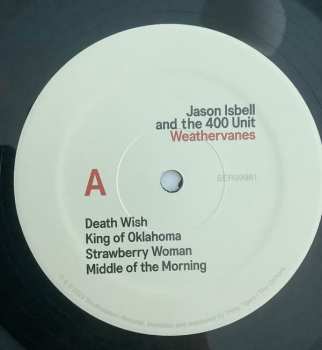 Jason Isbell
and the 400 Unit
Weathervanes
A
Death Wish
King of Oklahoma
Strawberry Woman
Middle of the Morning